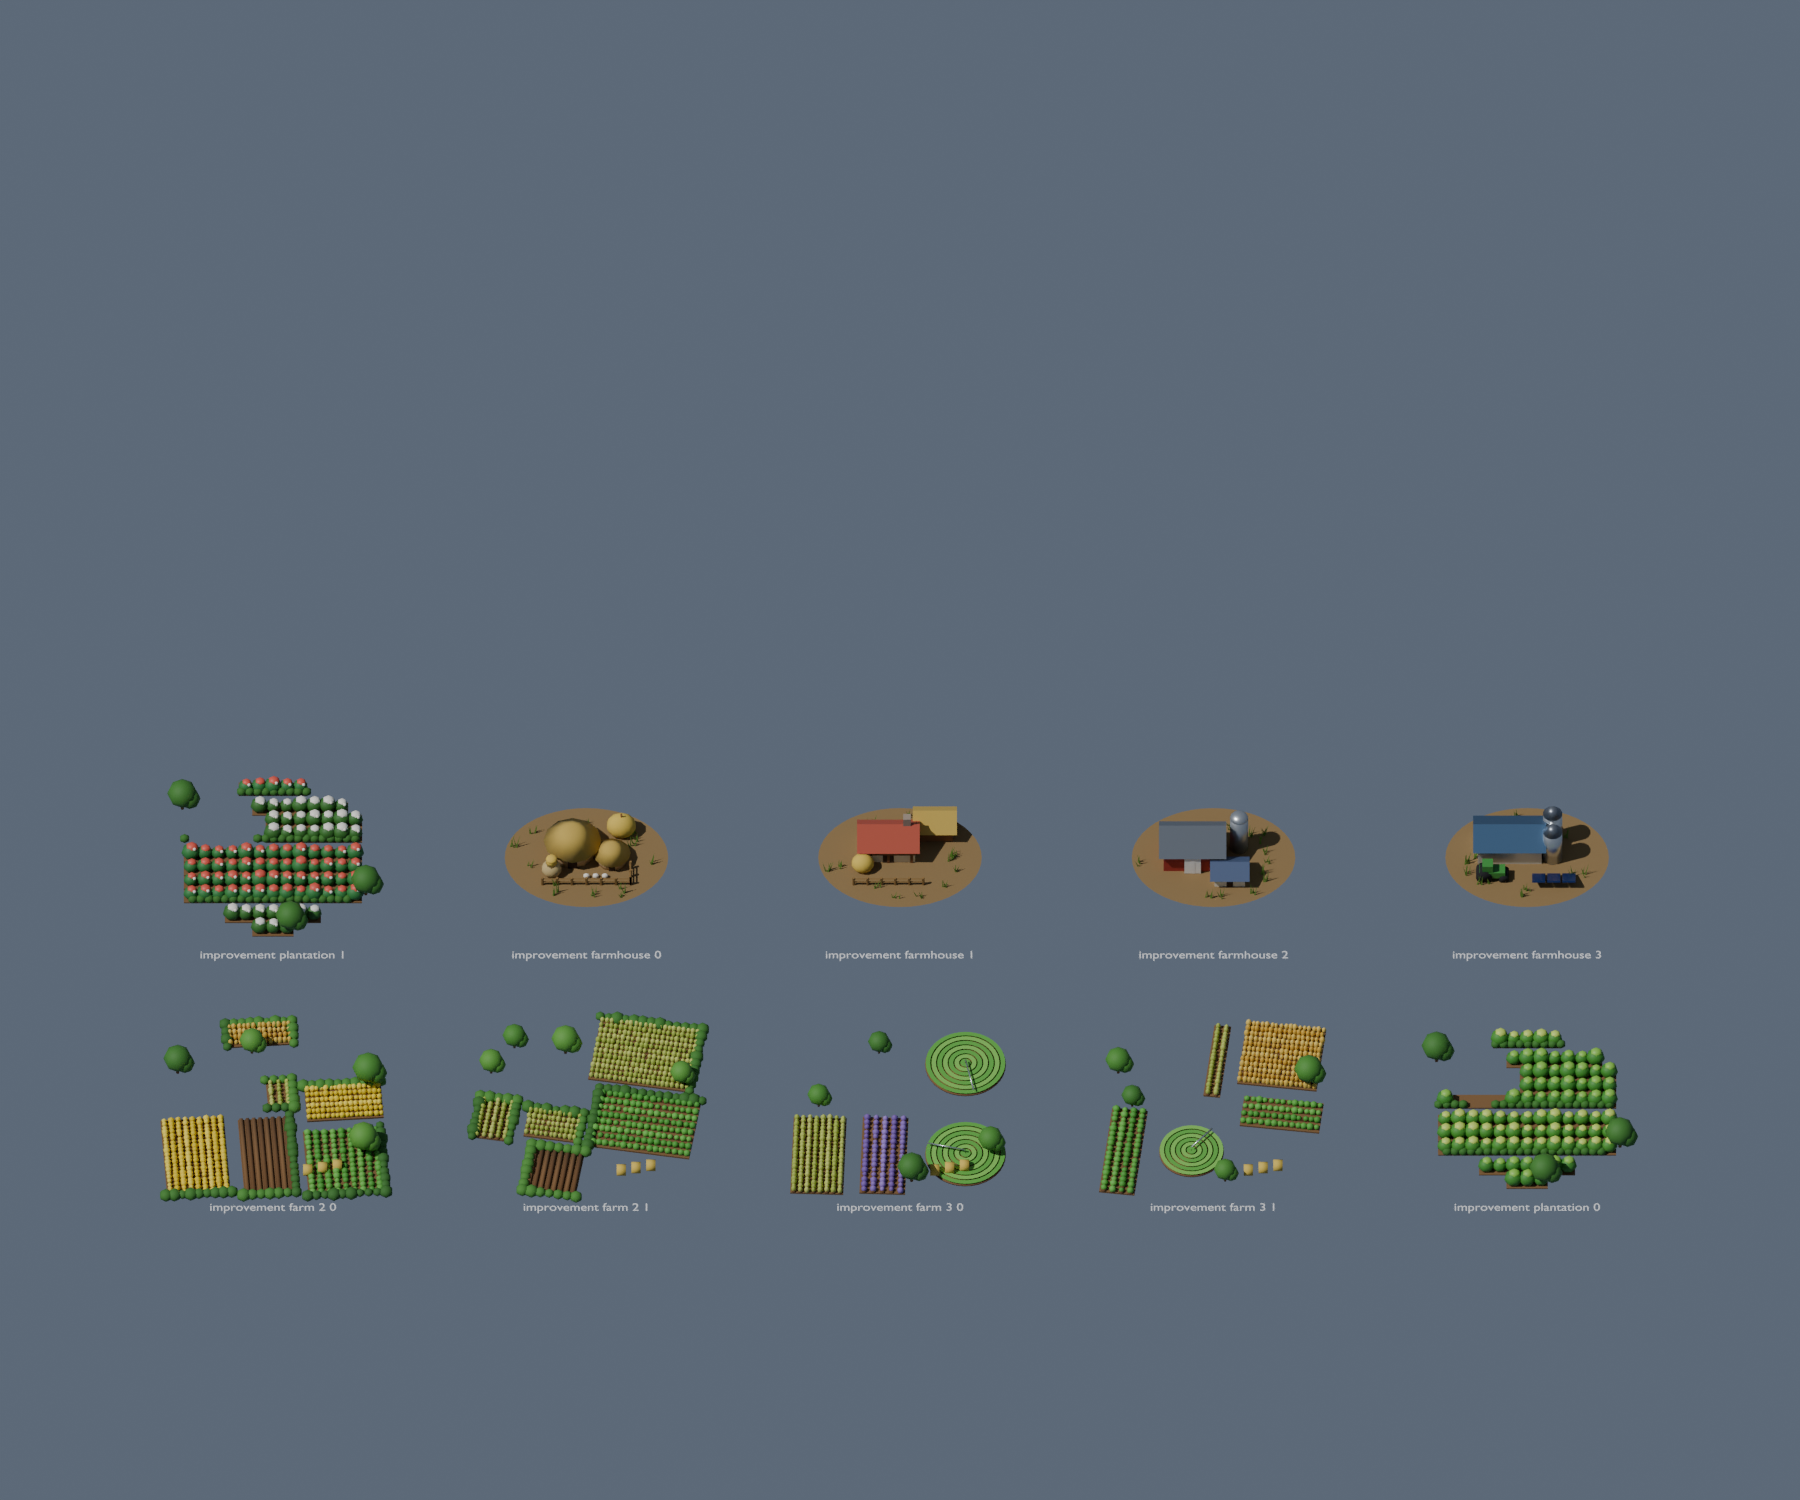 improvement plantation 1
improvement farmhouse 0
improvement farmhouse 1
improvement farmhouse 2
improvement farmhouse 3
improvement farm 2 0
improvement farm 2 1
improvement farm 3 0
improvement farm 3 1
improvement plantation 0